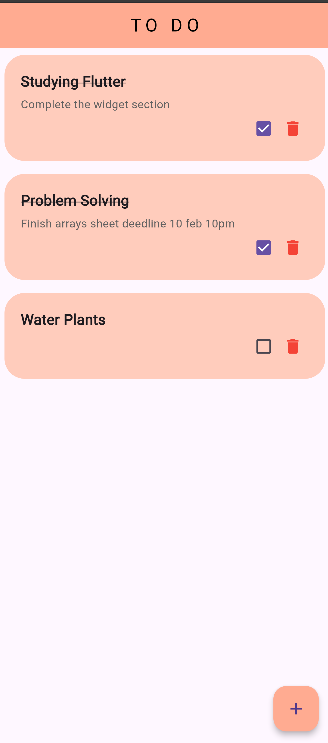 TO DO
Studying Flutter
Complete the widget section
Problem Solving
Finish arrays sheet deedline 10 feb 10pm
Water Plants